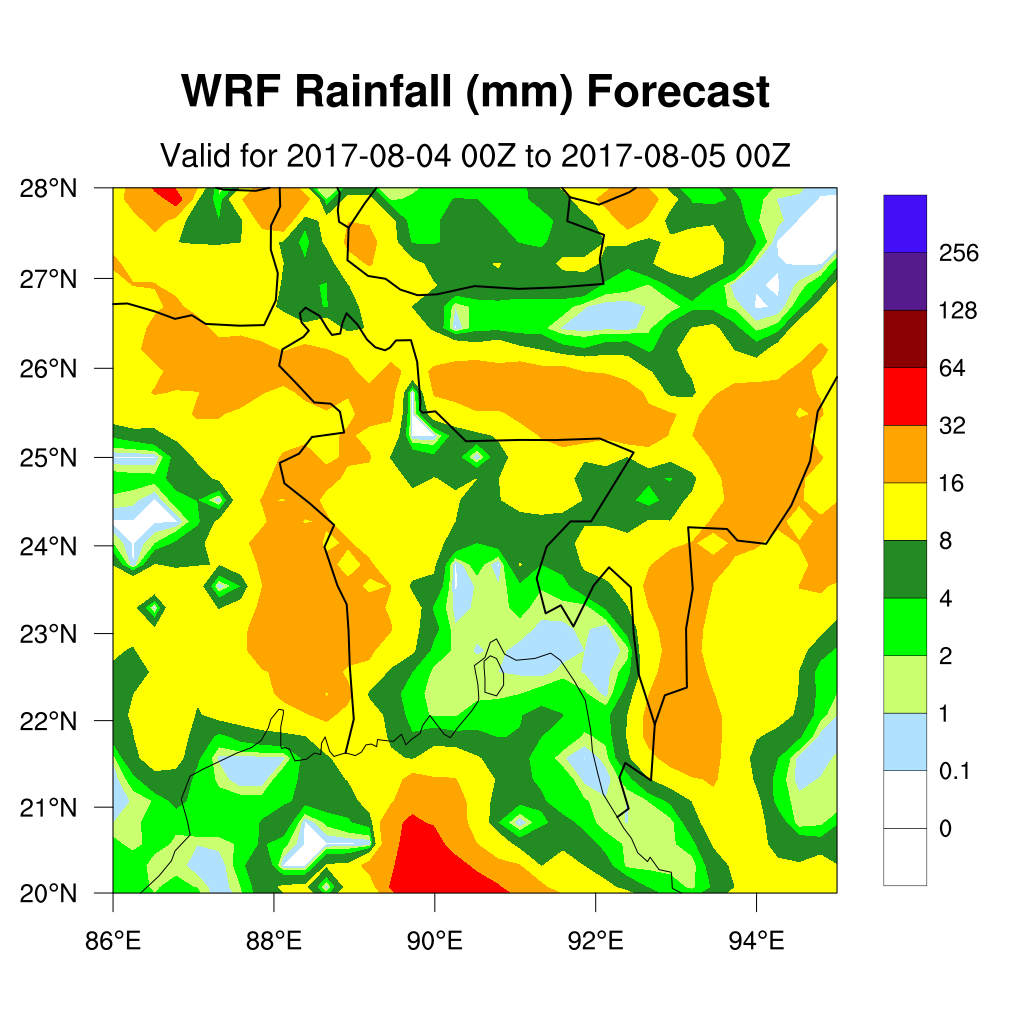 WRF Rainfall (mm) Forecast
Valid for 2017-08-04 00Z to 2017-08-05 00Z
28°N
27°N
26°N
25°N
24°N
23°N
22°N
21°N
20°N
86°E 88°E 90°E 92°E 94°E
256
128
64
32
16
8
4
2
1
0.1
0